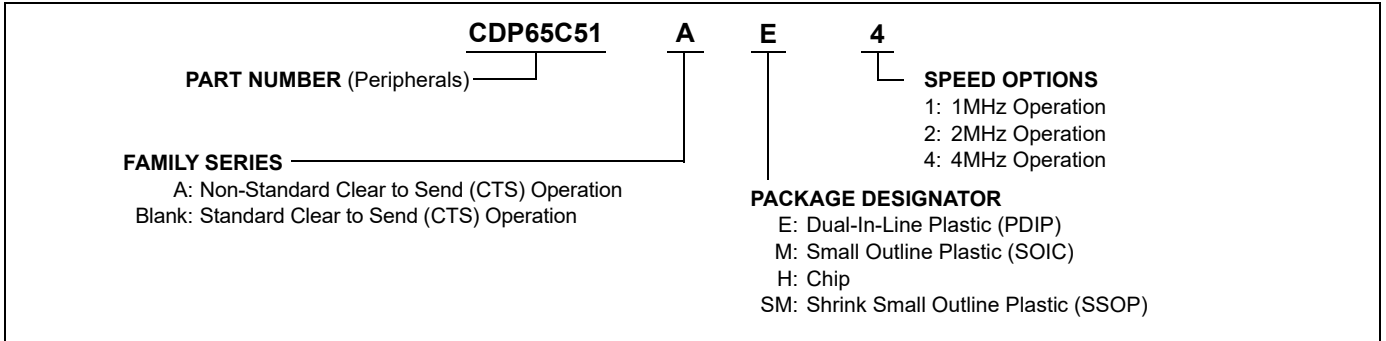 CDP65C51 A E 4
PART NUMBER (Peripherals)
SPEED OPTIONS
1: 1MHz Operation
2: 2MHz Operation
4: 4MHz Operation
FAMILY SERIES
A: Non-Standard Clear to Send (CTS) Operation
Blank: Standard Clear to Send (CTS) Operation
PACKAGE DESIGNATOR
E: Dual-In-Line Plastic (PDIP)
M: Small Outline Plastic (SOIC)
H: Chip
SM: Shrink Small Outline Plastic (SSOP)